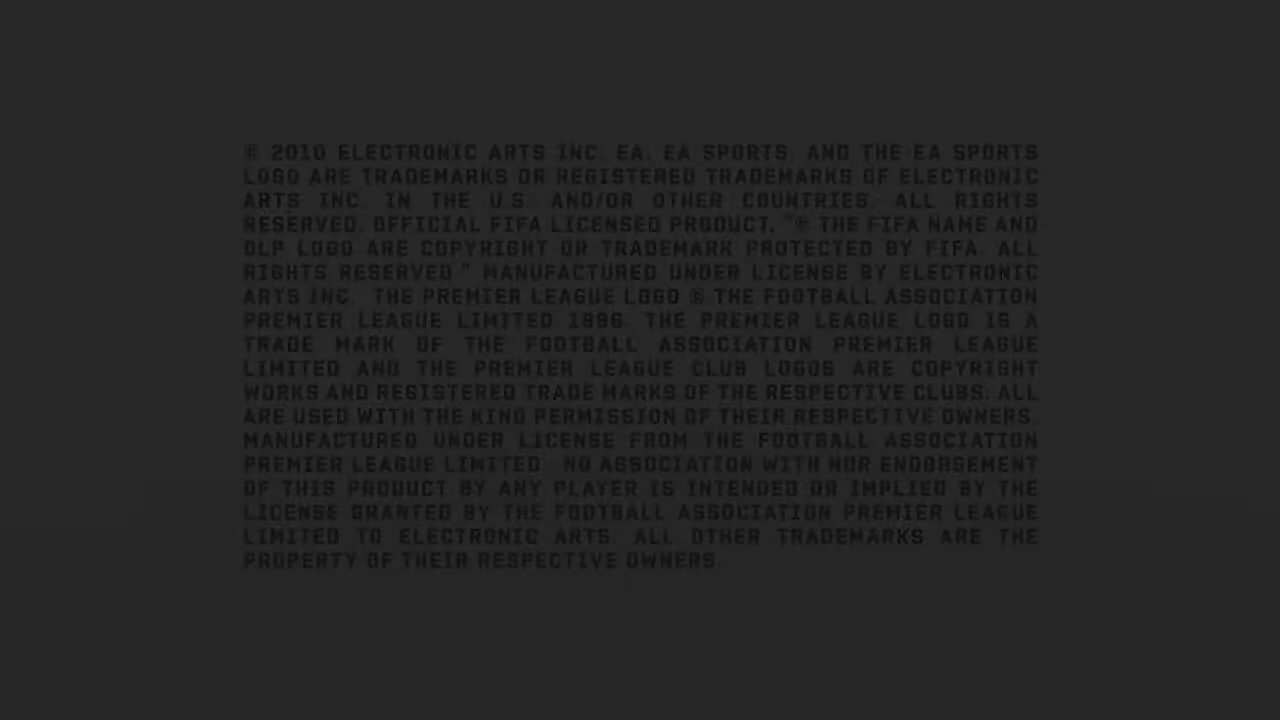 © 2010 ELECTRONIC ARTS INC. EA, EA SPORTS, AND THE EA SPORTS
LOGO ARE TRADEMARKS OR REGISTERED TRADEMARKS OF ELECTRONIC
ARTS INC. IN THE U.S. AND/OR OTHER COUNTRIES. ALL RIGHTS
RESERVED. OFFICIAL FIFA LICENSED PRODUCT. "© THE FIFA NAME AND
OLP LOGO ARE COPYRIGHT OR TRADEMARK PROTECTED BY FIFA. ALL
RIGHTS RESERVED." MANUFACTURED UNDER LICENSE BY ELECTRONIC
ARTS INC. THE PREMIER LEAGUE LOGO © THE FOOTBALL ASSOCIATION
PREMIER LEAGUE LIMITED 1996. THE PREMIER LEAGUE LOGO IS A
TRADE MARK OF THE FOOTBALL ASSOCIATION PREMIER LEAGUE
LIMITED AND THE PREMIER LEAGUE CLUB LOGOS ARE COPYRIGHT
WORKS AND REGISTERED TRADE MARKS OF THE RESPECTIVE CLUBS. ALL
ARE USED WITH THE KIND PERMISSION OF THEIR RESPECTIVE OWNERS.
MANUFACTURED UNDER LICENSE FROM THE FOOTBALL ASSOCIATION
PREMIER LEAGUE LIMITED. NO ASSOCIATION WITH NOR ENDORSEMENT
OF THIS PRODUCT BY ANY PLAYER IS INTENDED OR IMPLIED BY THE
LICENSE GRANTED BY THE FOOTBALL ASSOCIATION PREMIER LEAGUE
LIMITED TO ELECTRONIC ARTS. ALL OTHER TRADEMARKS ARE THE
PROPERTY OF THEIR RESPECTIVE OWNERS.